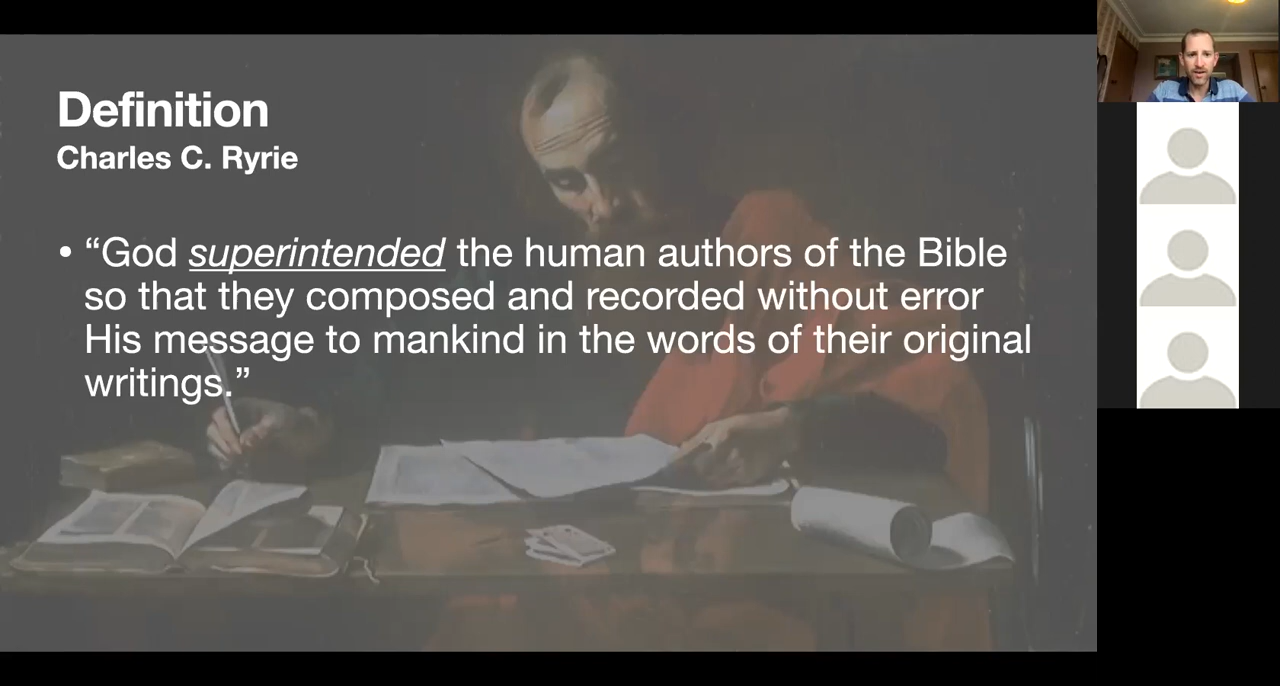 Definition
Charles C. Ryrie
• “God superintended the human authors of the Bible
so that they composed and recorded without error
His message to mankind in the words of their original
writings.”